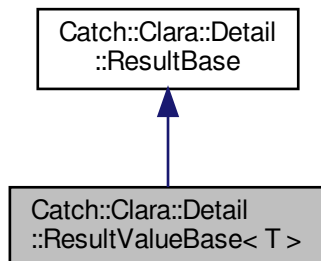 Catch::Clara::Detail
::ResultBase
Catch::Clara::Detail
::ResultValueBase< T >